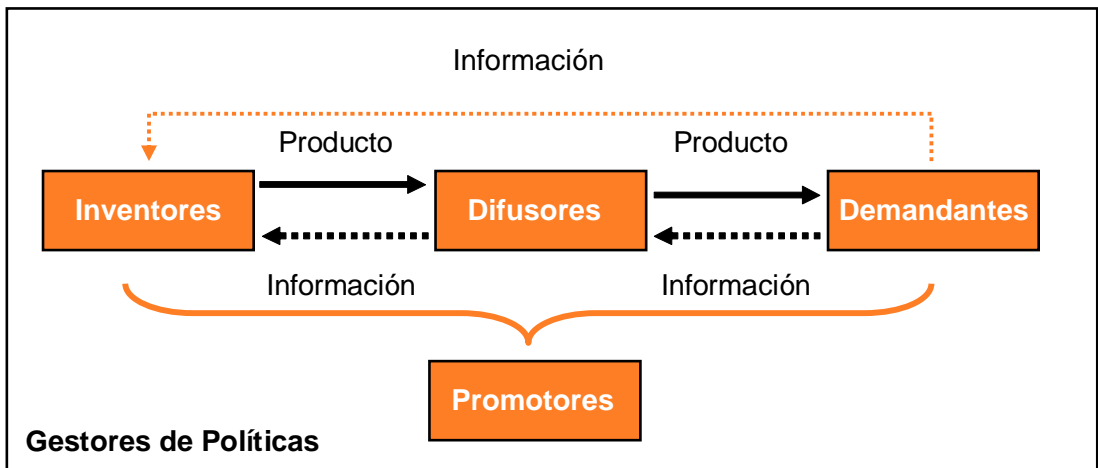 Información
Producto
Producto
Inventores
Difusores
Demandantes
Información
Información
Promotores
Gestores de Políticas